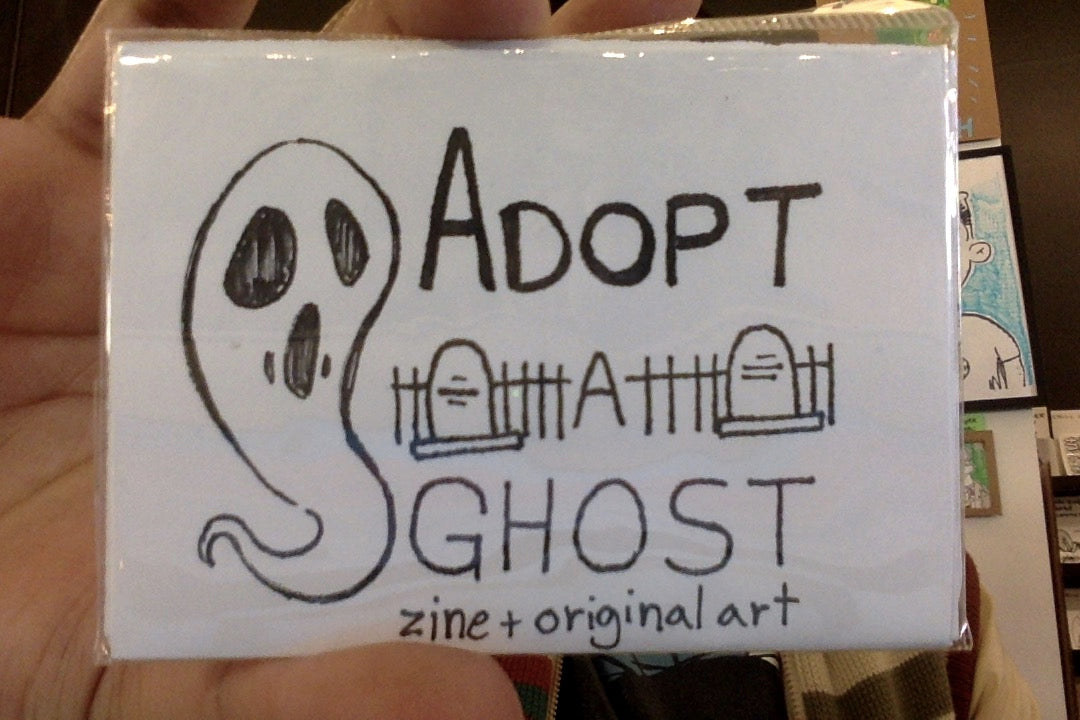 ADOPT
A
GHOST
zine + original art